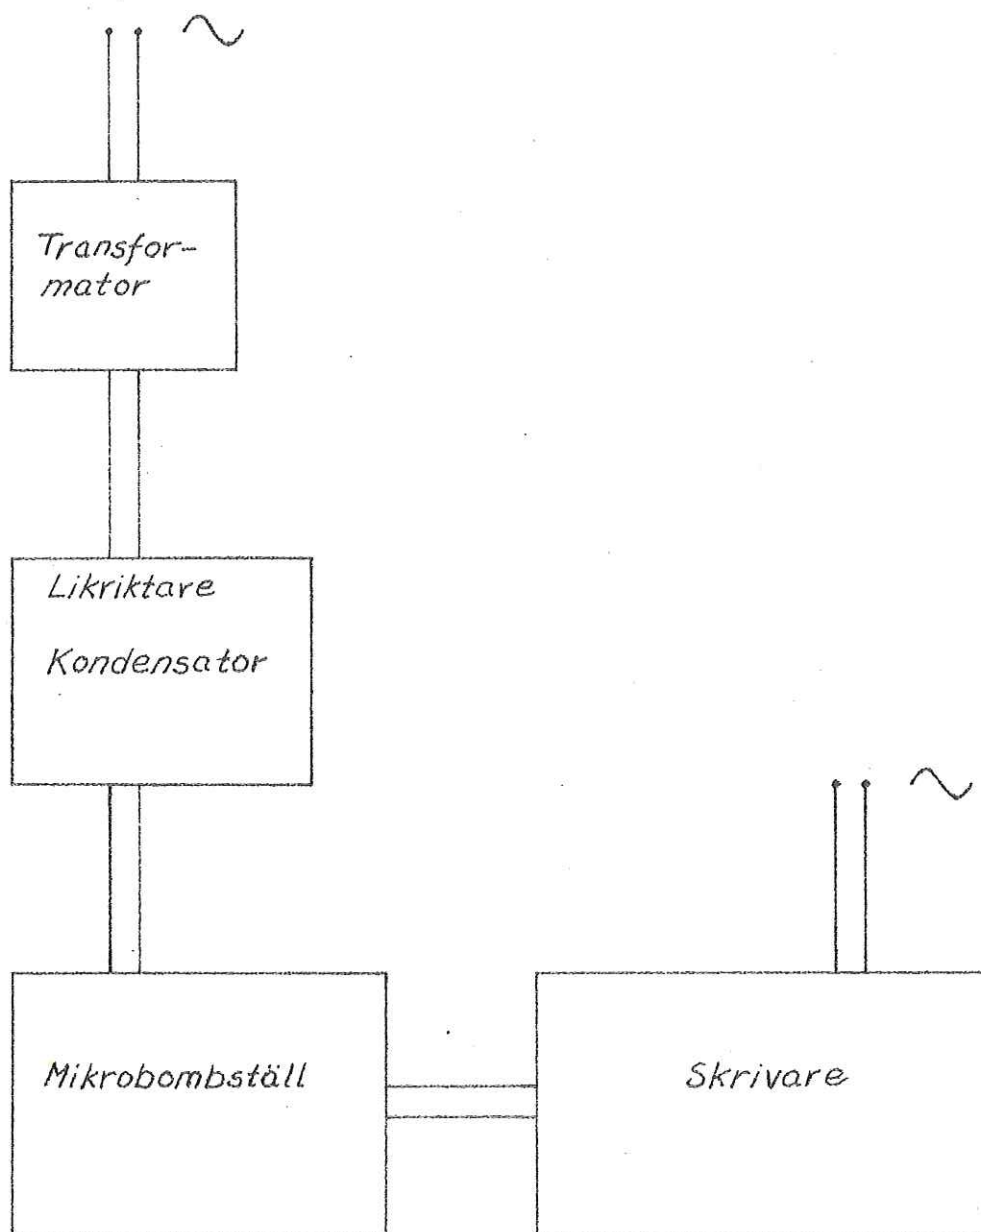 Transfor-
mator
Likriktare
Kondensator
Mikrobombställ
Skrivare